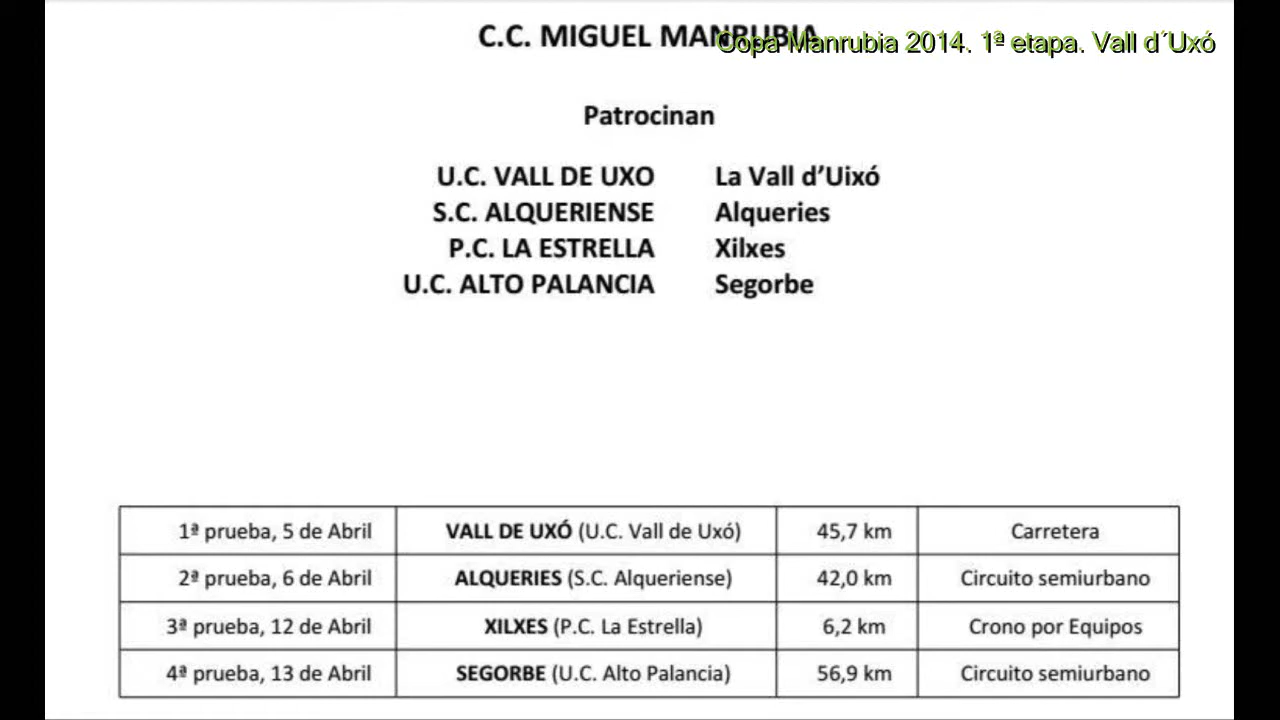 C.C. MIGUEL MANRUBIA
Copa Manrubia 2014. 1ª etapa. Vall d´Uxó
Patrocinan
U.C. VALL DE UXO La Vall d’Uixó
S.C. ALQUERIENSE Alqueries
P.C. LA ESTRELLA Xilxes
U.C. ALTO PALANCIA Segorbe
1ª prueba, 5 de Abril VALL DE UXÓ (U.C. Vall de Uxó) 45,7 km Carretera
2ª prueba, 6 de Abril ALQUERIES (S.C. Alqueriense) 42,0 km Circuito semiurbano
3ª prueba, 12 de Abril XILXES (P.C. La Estrella) 6,2 km Crono por Equipos
4ª prueba, 13 de Abril SEGORBE (U.C. Alto Palancia) 56,9 km Circuito semiurbano